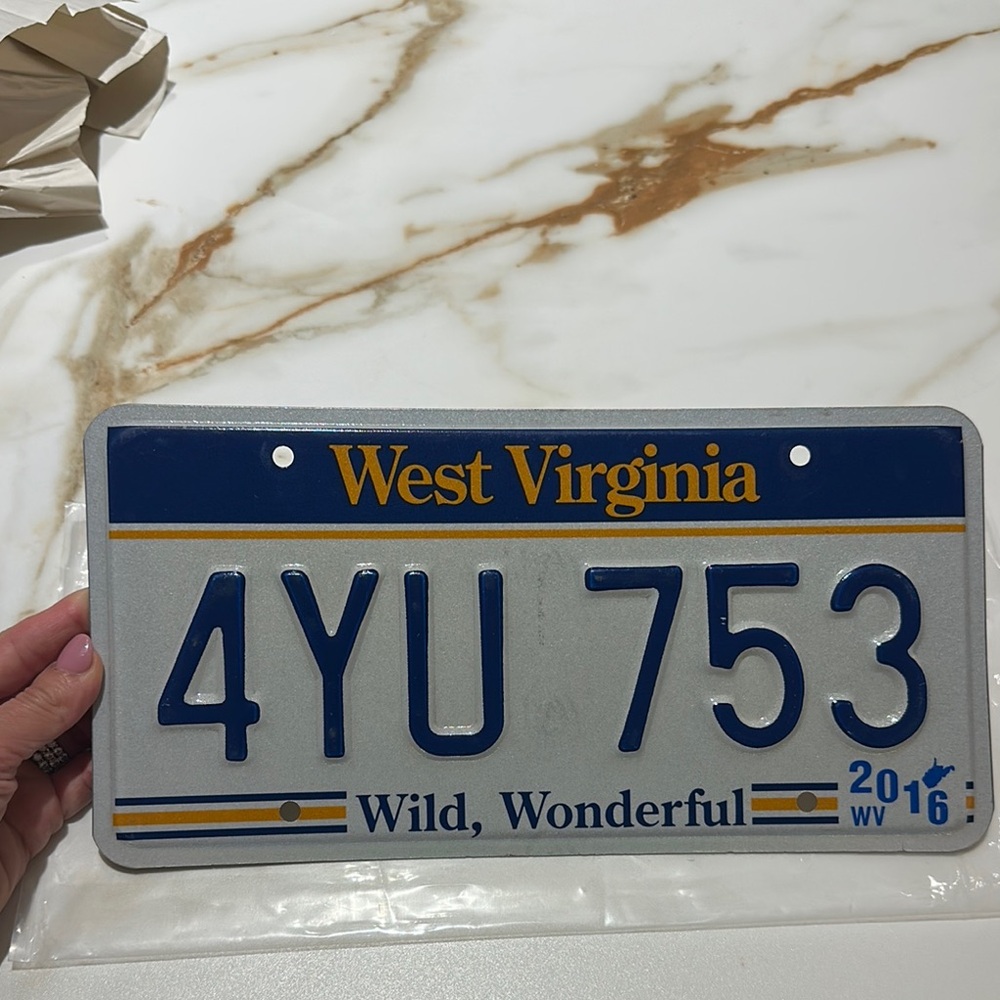 West Virginia
4YU 753
Wild, Wonderful
2016
WV